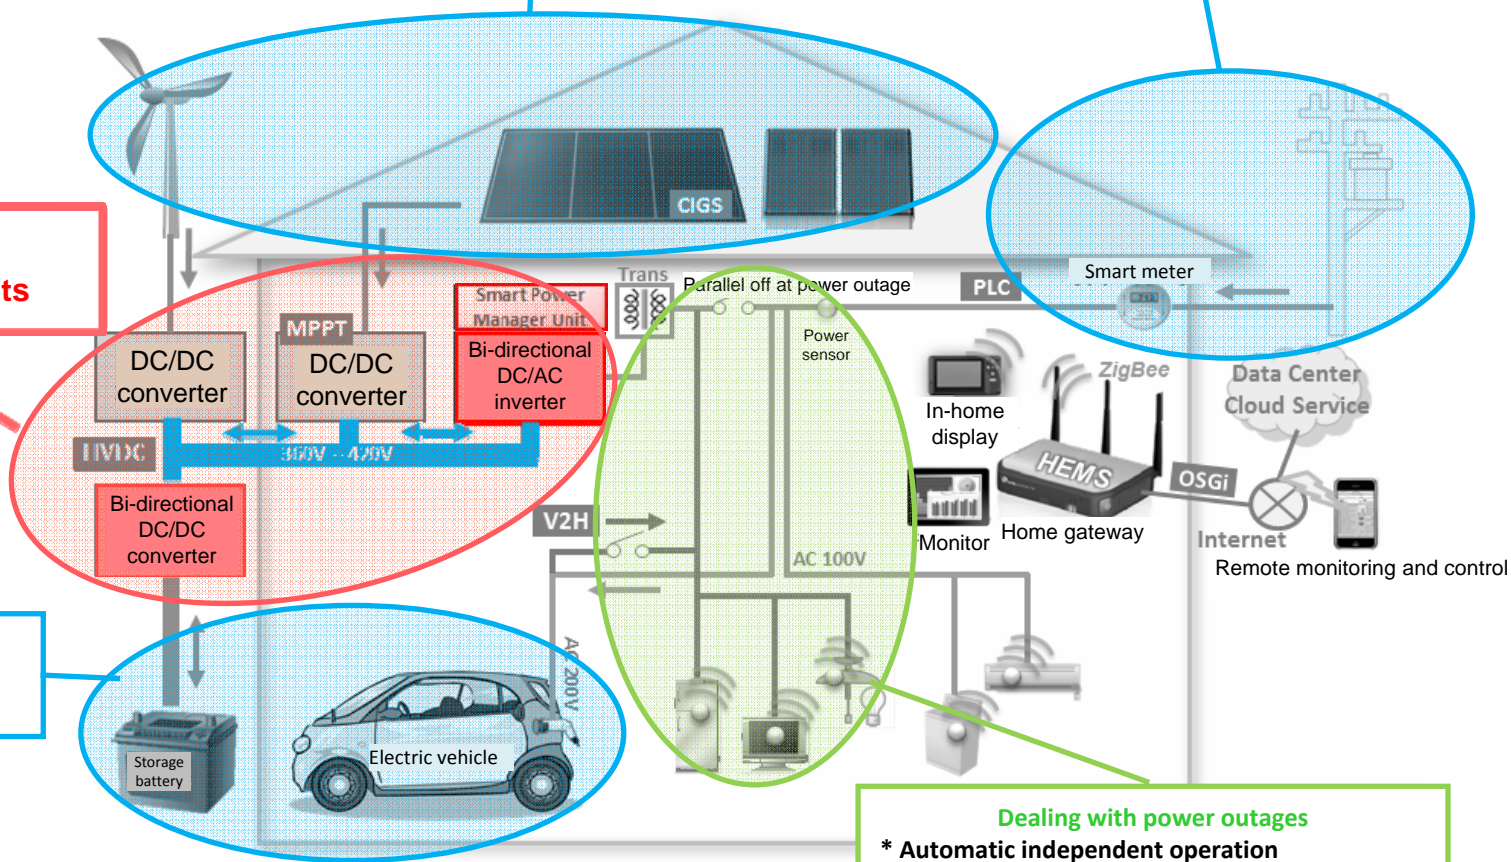 CIGS
ts
Trans
Parallel off at power outage
PLC
Smart meter
Smart Power
Manager Unit
MPPT
Power
sensor
DC/DC
converter
DC/DC
converter
Bi-directional
DC/AC
inverter
ZigBee
Data Center
Cloud Service
In-home
display
HVDC
360V - 420V
HEMS
OSGi
Bi-directional
DC/DC
converter
V2H
Monitor
Home gateway
Internet
AC 100V
Remote monitoring and control
AC 200V
Electric vehicle
Storage
battery
Dealing with power outages
* Automatic independent operation